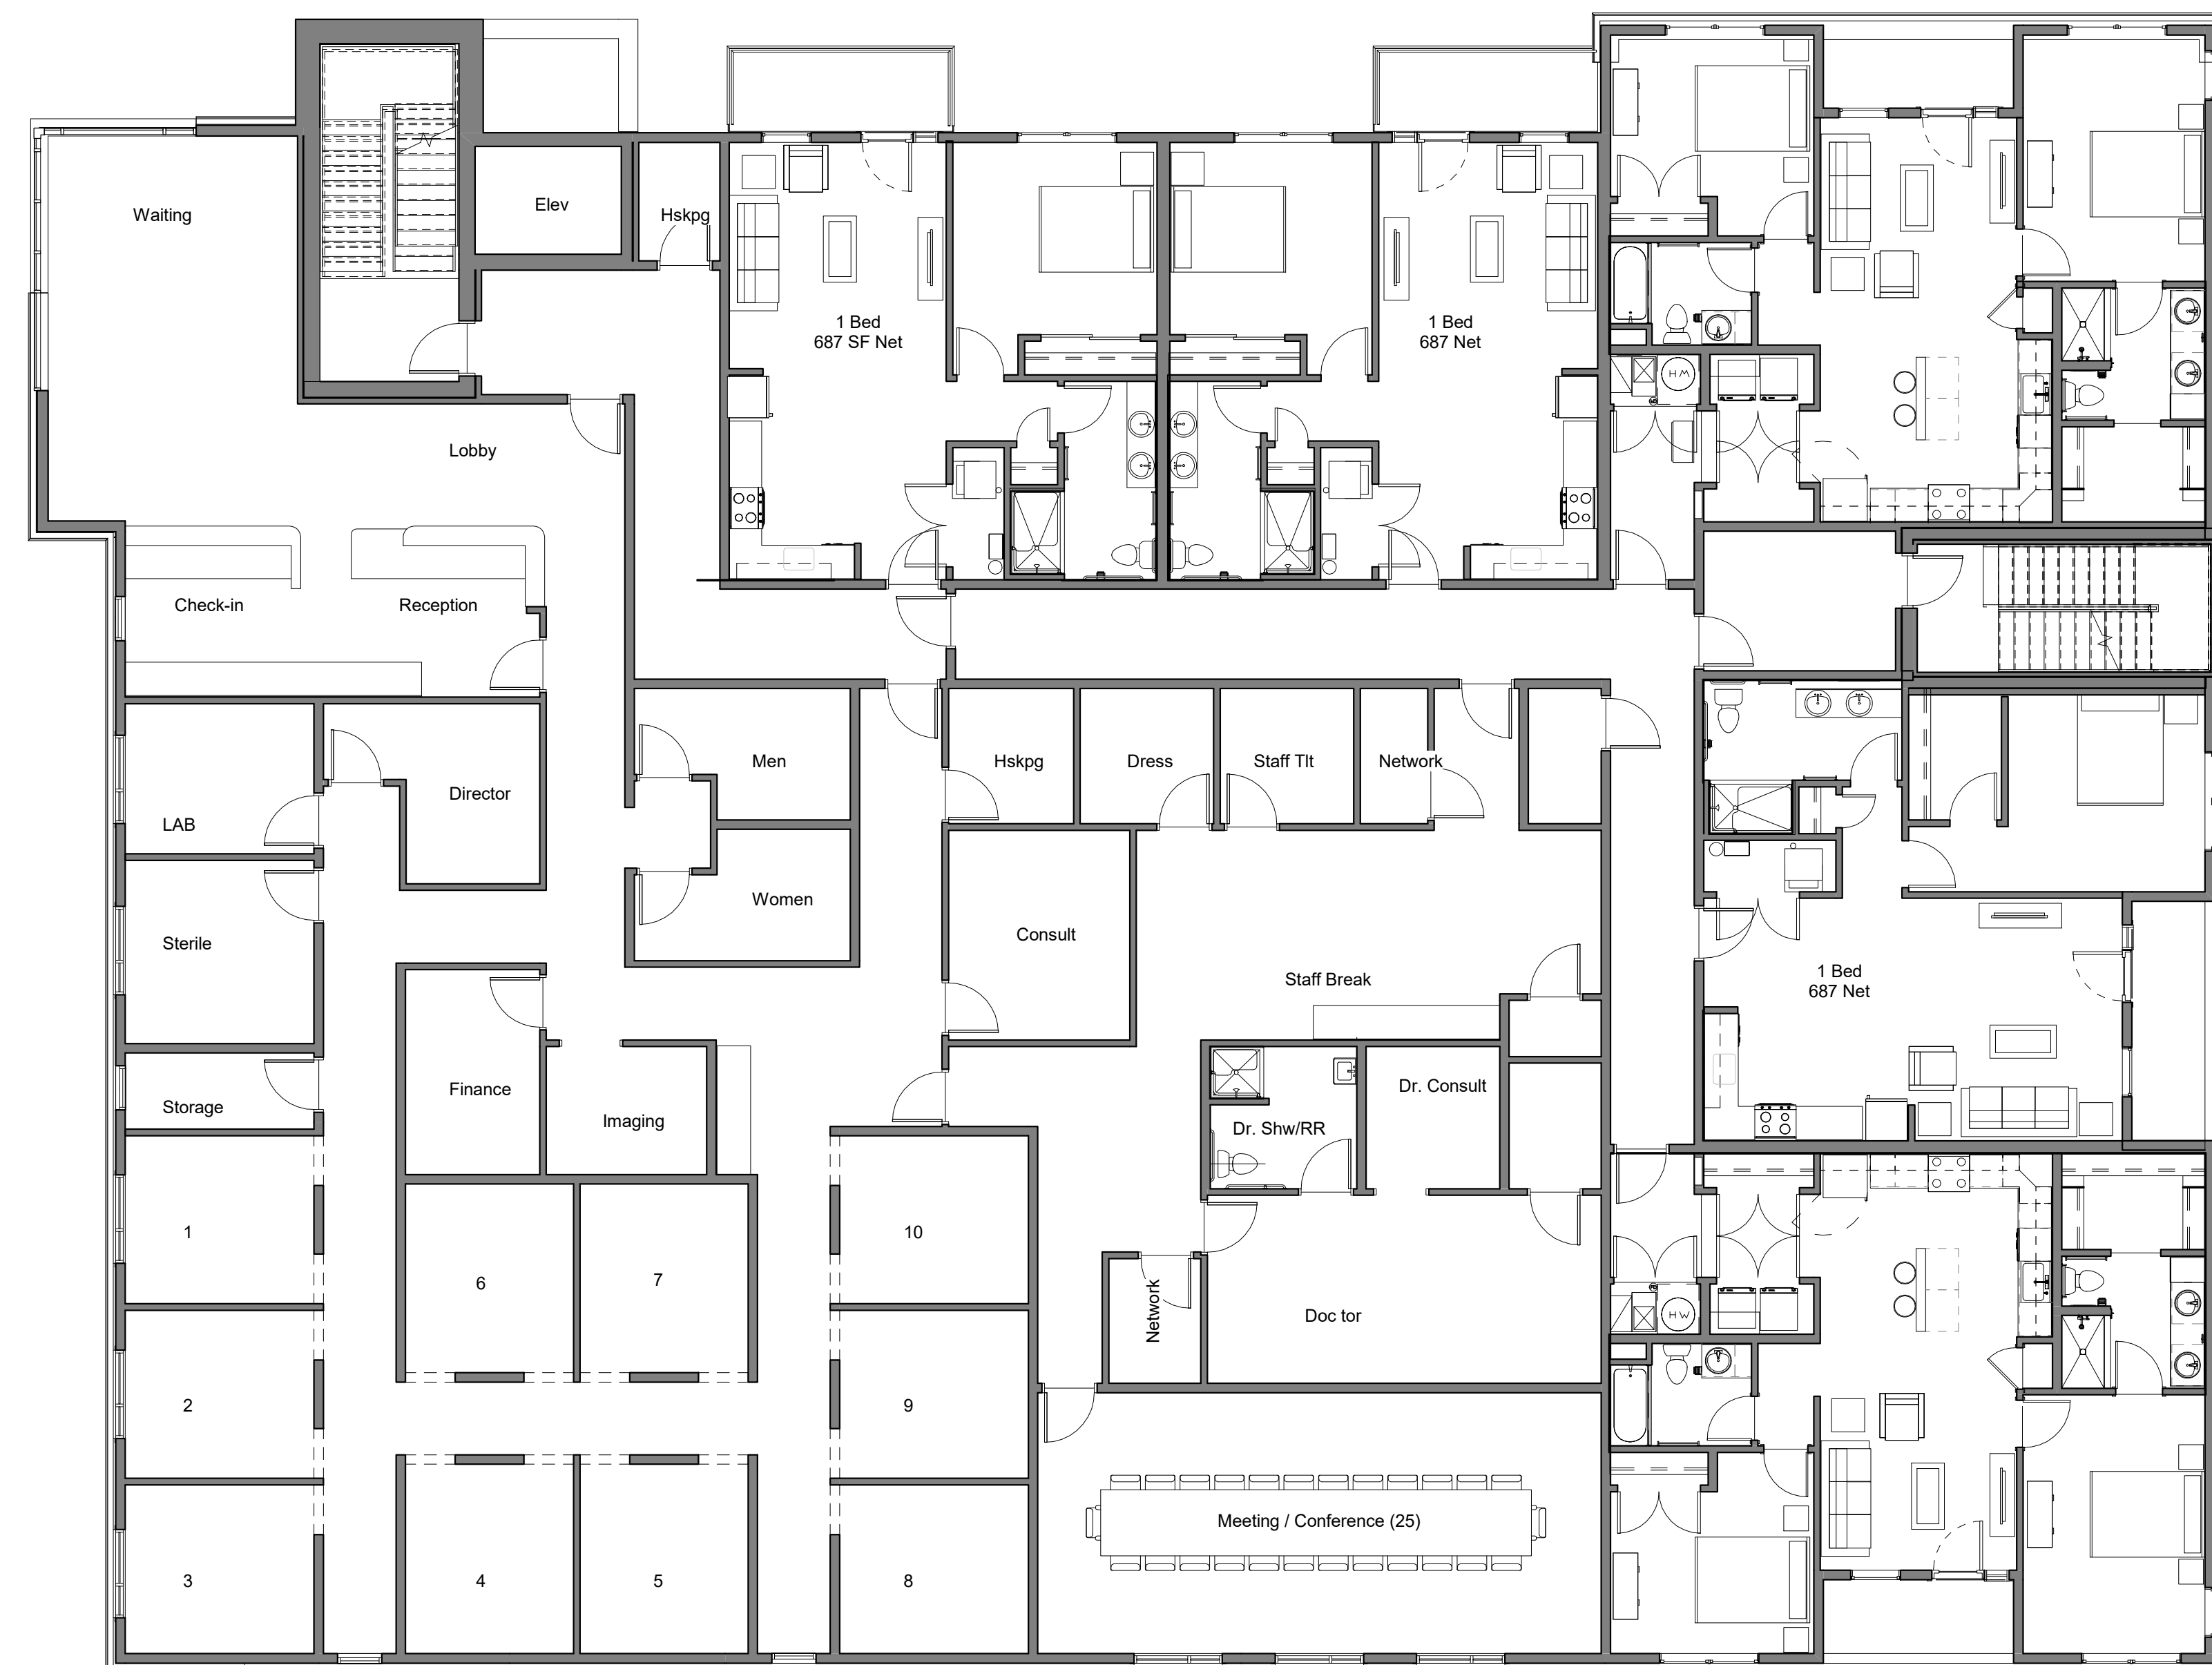 Waiting
Elev
Hskpg
1 Bed
687 SF Net
1 Bed
687 Net
HW
Lobby
Check-in
Reception
Men
Hskpg
Dress
Staff Tlt
Network
Director
LAB
Women
Consult
Sterile
Staff Break
1 Bed
687 Net
Finance
Dr. Consult
Storage
Imaging
Dr. Shw/RR
1
10
6
7
Network
Doc tor
HW
2
9
Meeting / Conference (25)
3
4
5
8